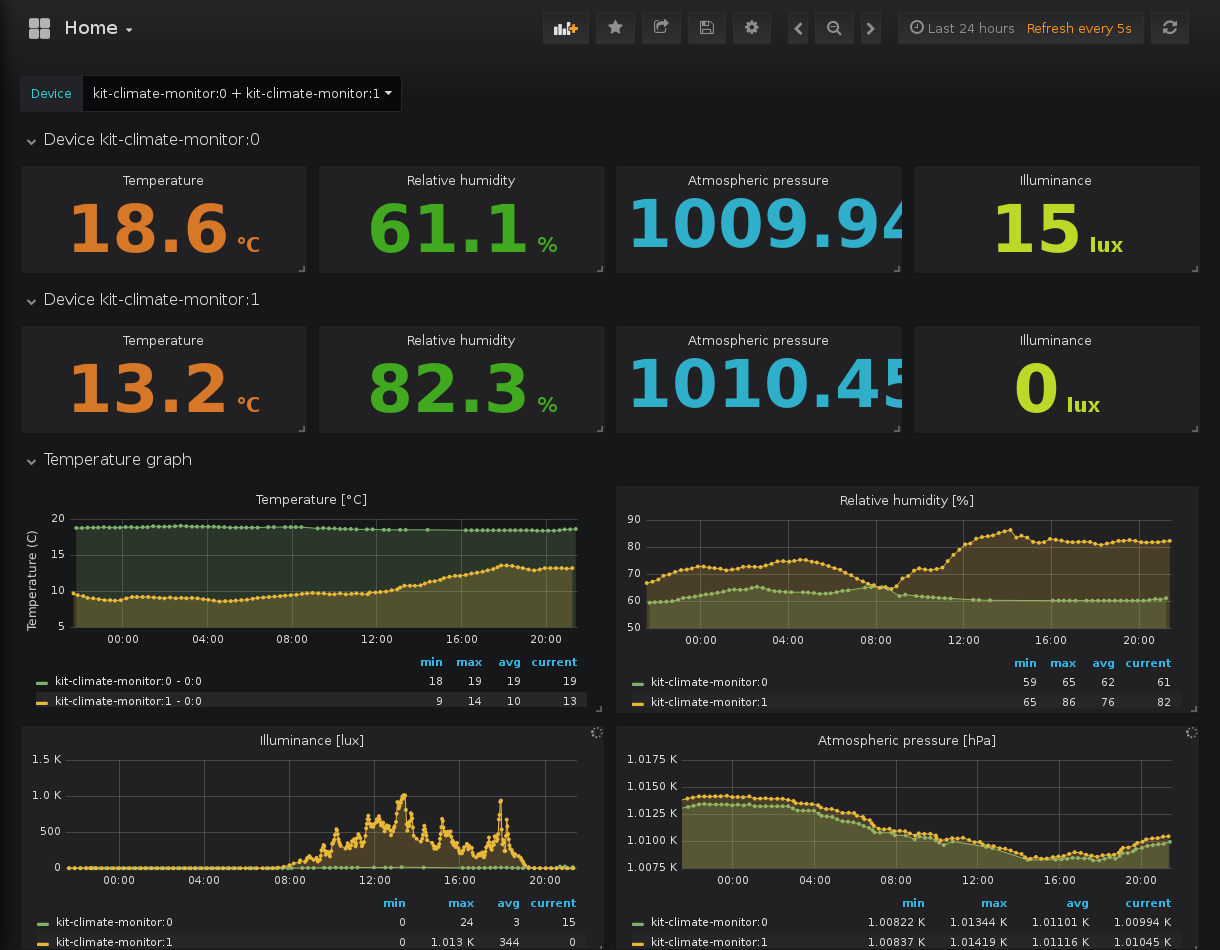 Home
Last 24 hours Refresh every 5s
Device kit-climate-monitor:0 + kit-climate-monitor:1
Device kit-climate-monitor:0
Temperature Relative humidity Atmospheric pressure Illuminance
18.6 °C 61.1 % 1009.94 15 lux
Device kit-climate-monitor:1
Temperature Relative humidity Atmospheric pressure Illuminance
13.2 °C 82.3 % 1010.45 0 lux
Temperature graph
Temperature [°C]
Temperature (C)
20
15
10
5
00:00 04:00 08:00 12:00 16:00 20:00
min max avg current
kit-climate-monitor:0 - 0:0 18 19 19 19
kit-climate-monitor:1 - 0:0 9 14 10 13
Relative humidity [%]
90
80
70
60
50
00:00 04:00 08:00 12:00 16:00 20:00
min max avg current
kit-climate-monitor:0 59 65 62 61
kit-climate-monitor:1 65 86 76 82
Illuminance [lux]
1.5 K
1.0 K
500
0
00:00 04:00 08:00 12:00 16:00 20:00
min max avg current
kit-climate-monitor:0 0 24 3 15
kit-climate-monitor:1 0 1.013 K 344 0
Atmospheric pressure [hPa]
1.0175 K
1.0150 K
1.0125 K
1.0100 K
1.0075 K
00:00 04:00 08:00 12:00 16:00 20:00
min max avg current
kit-climate-monitor:0 1.00822 K 1.01344 K 1.01101 K 1.00994 K
kit-climate-monitor:1 1.00837 K 1.01419 K 1.01116 K 1.01045 K